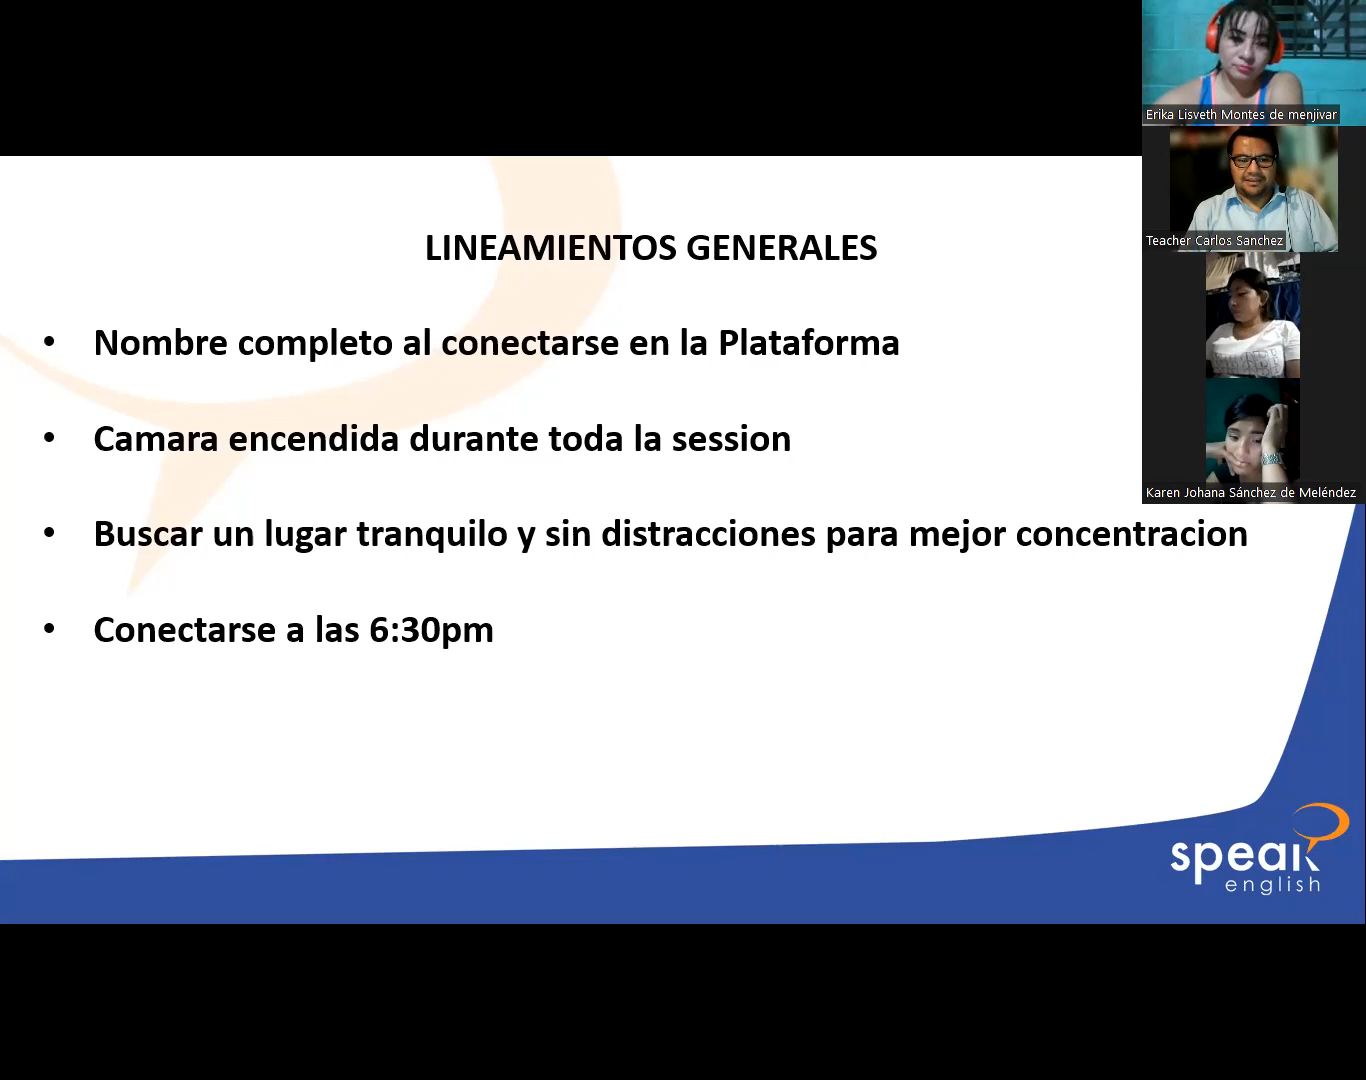 Erika Lisveth Montes de menjivar
Teacher Carlos Sanchez
Karen Johana Sánchez de Meléndez
LINEAMIENTOS GENERALES
• Nombre completo al conectarse en la Plataforma
• Camara encendida durante toda la session
• Buscar un lugar tranquilo y sin distracciones para mejor concentracion
• Conectarse a las 6:30pm
speak
english